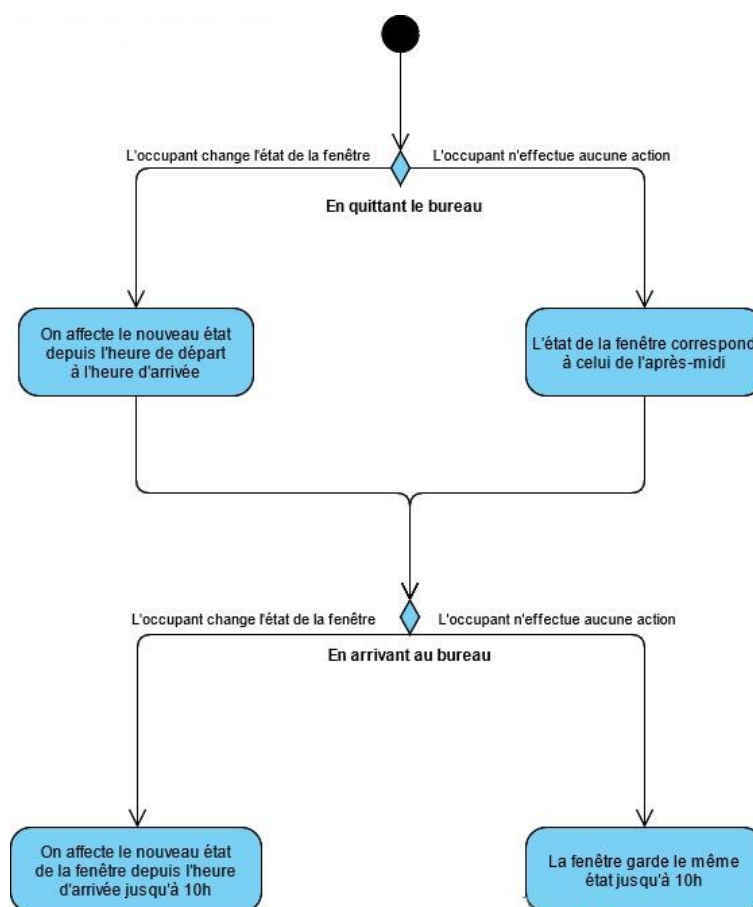 L'occupant change l'état de la fenêtre
L'occupant n'effectue aucune action
En quittant le bureau
On affecte le nouveau état
depuis l'heure de départ
à l'heure d'arrivée
L'état de la fenêtre correspond
à celui de l'après-midi
L'occupant change l'état de la fenêtre
L'occupant n'effectue aucune action
En arrivant au bureau
On affecte le nouveau état
de la fenêtre depuis l'heure
d'arrivée jusqu'à 10h
La fenêtre garde le même
état jusqu'à 10h